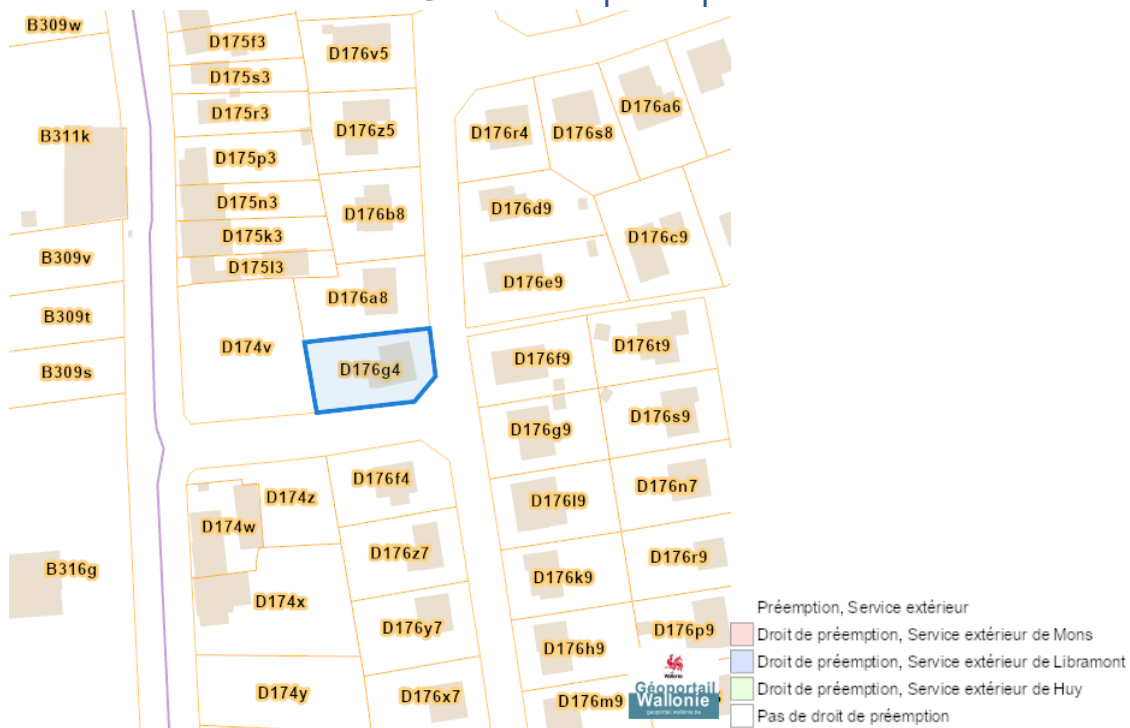 B309w
D175f3
D176v5
D175s3
D175r3
D176a6
B311k
D176z5
D176r4
D176s8
D175p3
D175n3
D176b8
D176d9
D175k3
D176c9
B309v
D175l3
D176e9
D176a8
B309t
D174v
D176t9
D176f9
B309s
D176g4
D176s9
D176g9
D176f4
D174z
D176n7
D176l9
D174w
D176z7
D176r9
B316g
D176k9
D174x
D176y7
D176p9
D176h9
D174y
D176x7
D176m9
Wallonie
Géoportail
Wallonie
geoportail.wallonie.be
Préemption, Service extérieur
Droit de préemption, Service extérieur de Mons
Droit de préemption, Service extérieur de Libramont
Droit de préemption, Service extérieur de Huy
Pas de droit de préemption